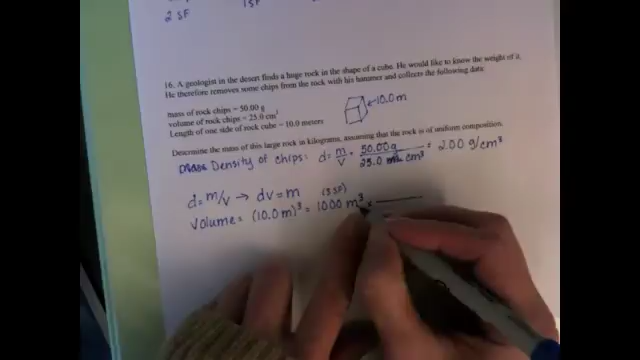 2 SF 1SF
16. A geologist in the desert finds a huge rock in the shape of a cube. He would like to know the weight of it.
He therefore removes some chips from the rock with his hammer and collects the following data:
mass of rock chips = 50.00 g
volume of rock chips = 25.0 cm³
Length of one side of rock cube = 10.0 meters
10.0 m
Determine the mass of this large rock in kilograms, assuming that the rock is of uniform composition.
Density of chips: d = m/V = 50.00g / 25.0 cm³ = 2.00 g/cm³
d = m/V → dV = m (3 SF)
Volume = (10.0 m)³ = 1000 m³ =